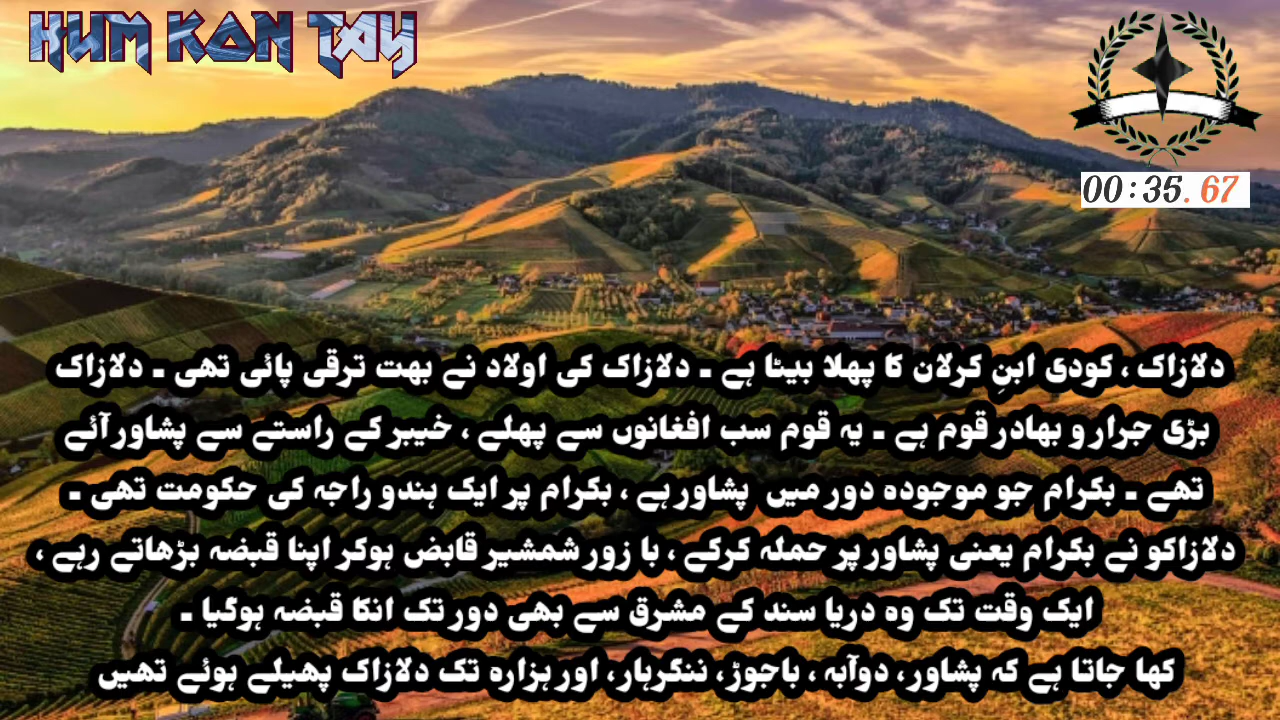 HUM KON TAY
00:35.67
دلازاک ، کودی ابنِ کرلان کا پھلا بیٹا ہے ۔ دلازاک کی اولاد نے بھت ترقی پائی تھی ۔ دلازاک
بڑی جرار و بھادر قوم ہے ۔ یہ قوم سب افغانوں سے پھلے ، خیبر کے راستے سے پشاور آئے
تھے ۔ بکرام جو موجودہ دور میں پشاور ہے ، بکرام پر ایک ہندو راجہ کی حکومت تھی ۔
دلازاکو نے بکرام یعنی پشاور پر حملہ کرکے ، با زور شمشیر قابض ہوکر اپنا قبضہ بڑھاتے رہے ،
ایک وقت تک وہ دریا سند کے مشرق سے بھی دور تک انکا قبضہ ہوگیا ۔
کھا جاتا ہے کہ پشاور، دوآبہ ، باجوڑ، ننگرہار، اور ہزارہ تک دلازاک پھیلے ہوئے تھیں